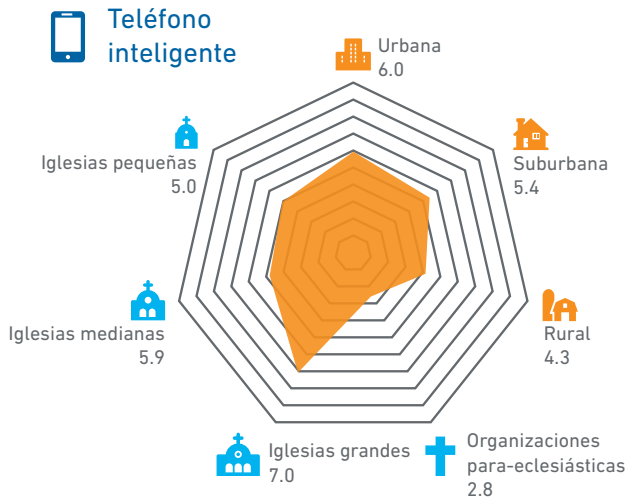 Teléfono
inteligente
Urbana
6.0
Suburbana
5.4
Rural
4.3
Organizaciones
para-eclesiásticas
2.8
Iglesias grandes
7.0
Iglesias medianas
5.9
Iglesias pequeñas
5.0